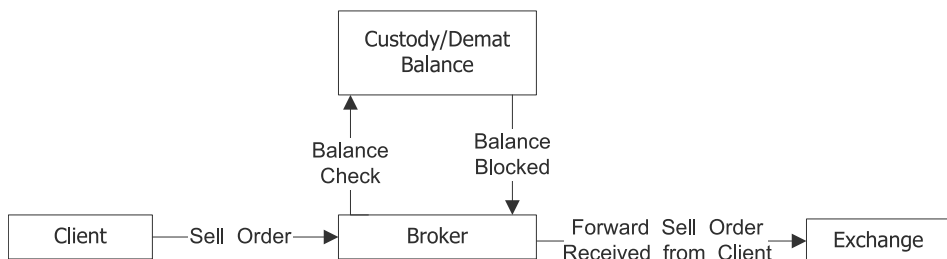 Custody/Demat
Balance
Balance
Check
Balance
Blocked
Client
Sell Order
Broker
Forward Sell Order
Received from Client
Exchange